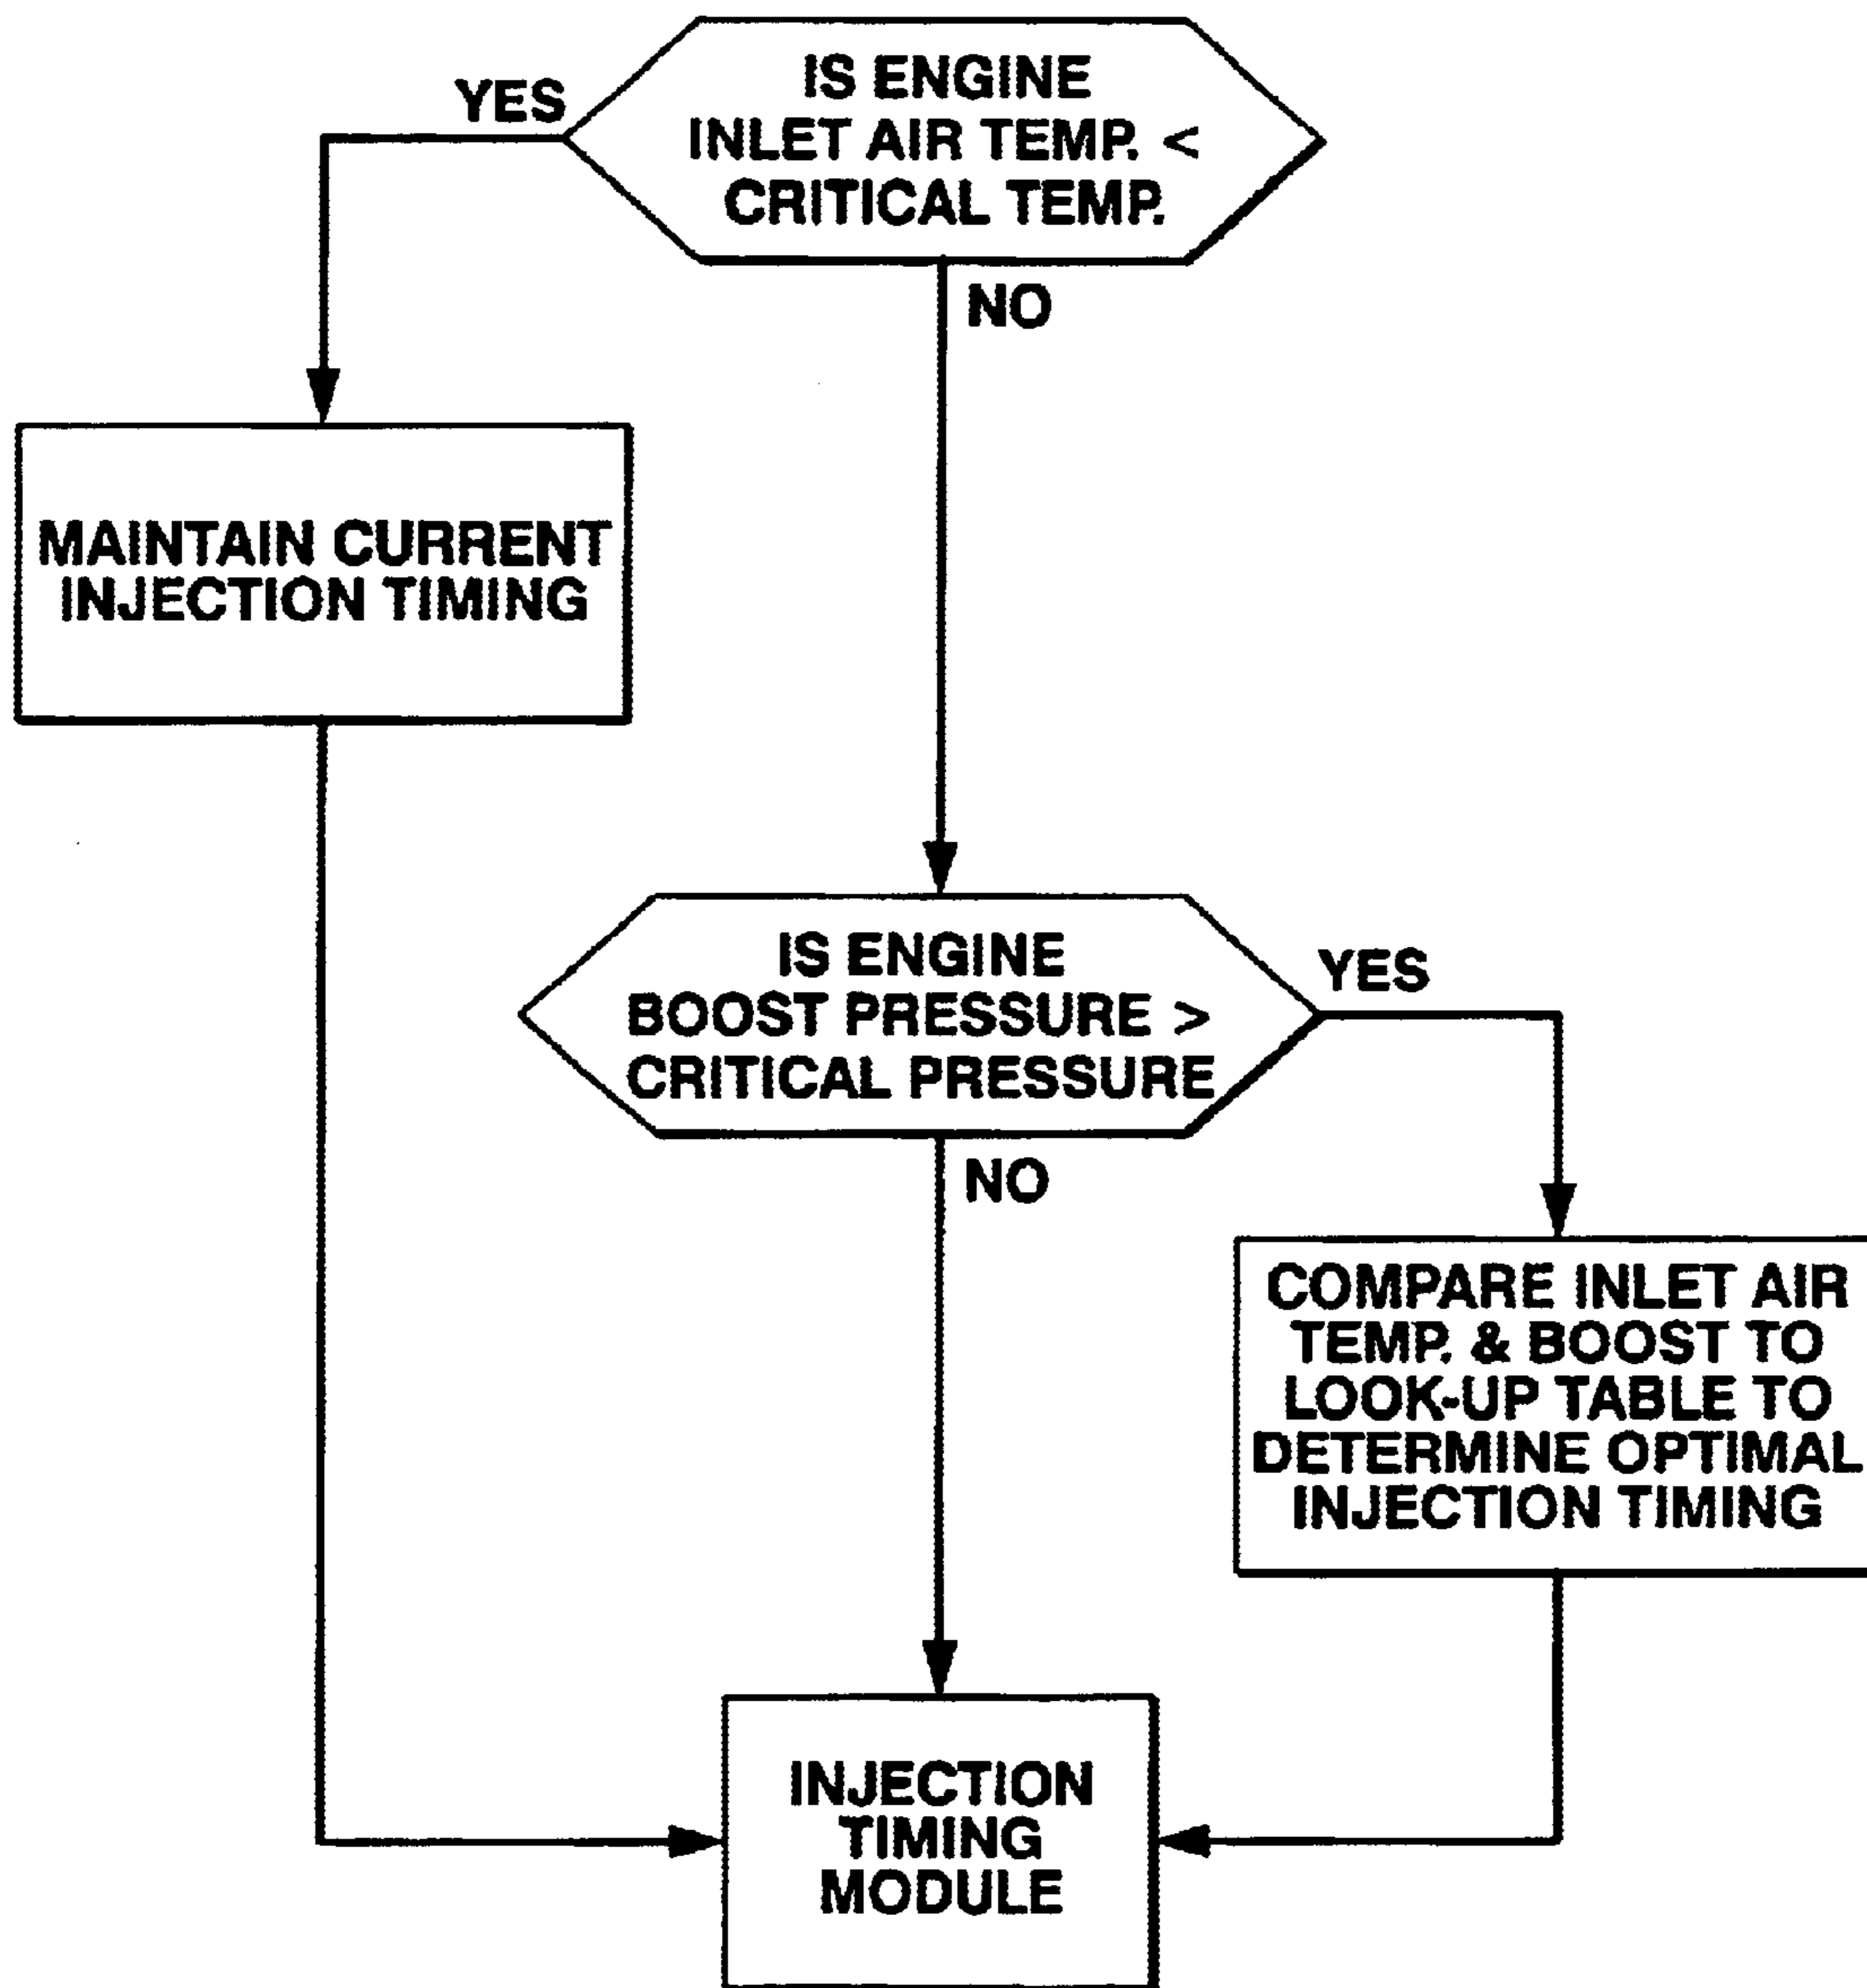 IS ENGINE
INLET AIR TEMP. <
CRITICAL TEMP.
YES
NO
MAINTAIN CURRENT
INJECTION TIMING
IS ENGINE
BOOST PRESSURE >
CRITICAL PRESSURE
YES
NO
COMPARE INLET AIR
TEMP. & BOOST TO
LOOK-UP TABLE TO
DETERMINE OPTIMAL
INJECTION TIMING
INJECTION
TIMING
MODULE